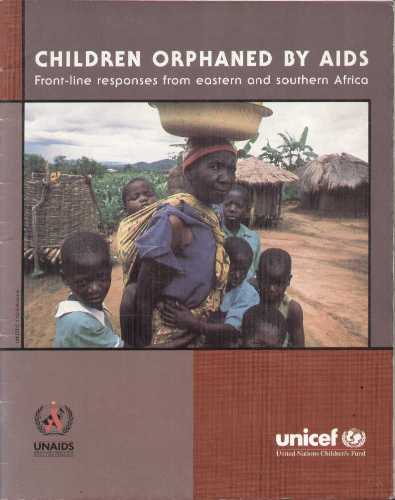 CHILDREN ORPHANED BY AIDS
Front-line responses from eastern and southern Africa
UNAIDS
unicef
United Nations Children's Fund